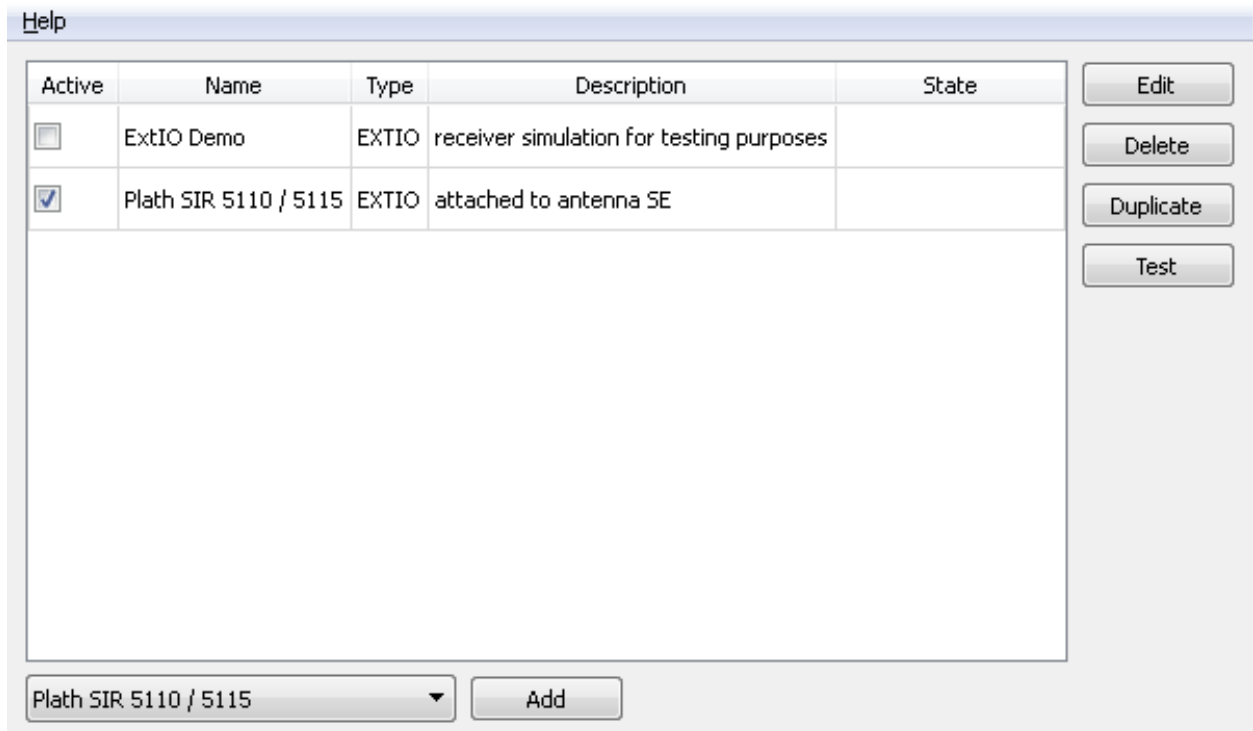 Help
Active Name Type Description State
ExtIO Demo EXTIO receiver simulation for testing purposes
Plath SIR 5110 / 5115 EXTIO attached to antenna SE
Edit
Delete
Duplicate
Test
Plath SIR 5110 / 5115 Add